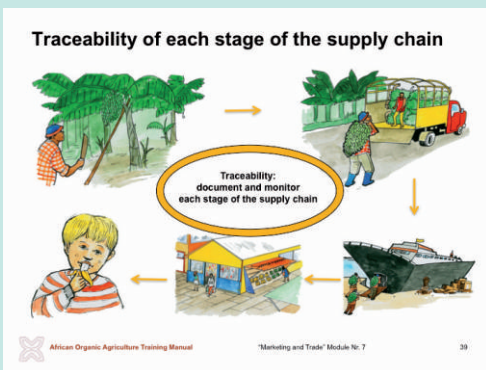 Traceability of each stage of the supply chain
Traceability:
document and monitor
each stage of the supply chain
African Organic Agriculture Training Manual
"Marketing and Trade" Module Nr. 7
39